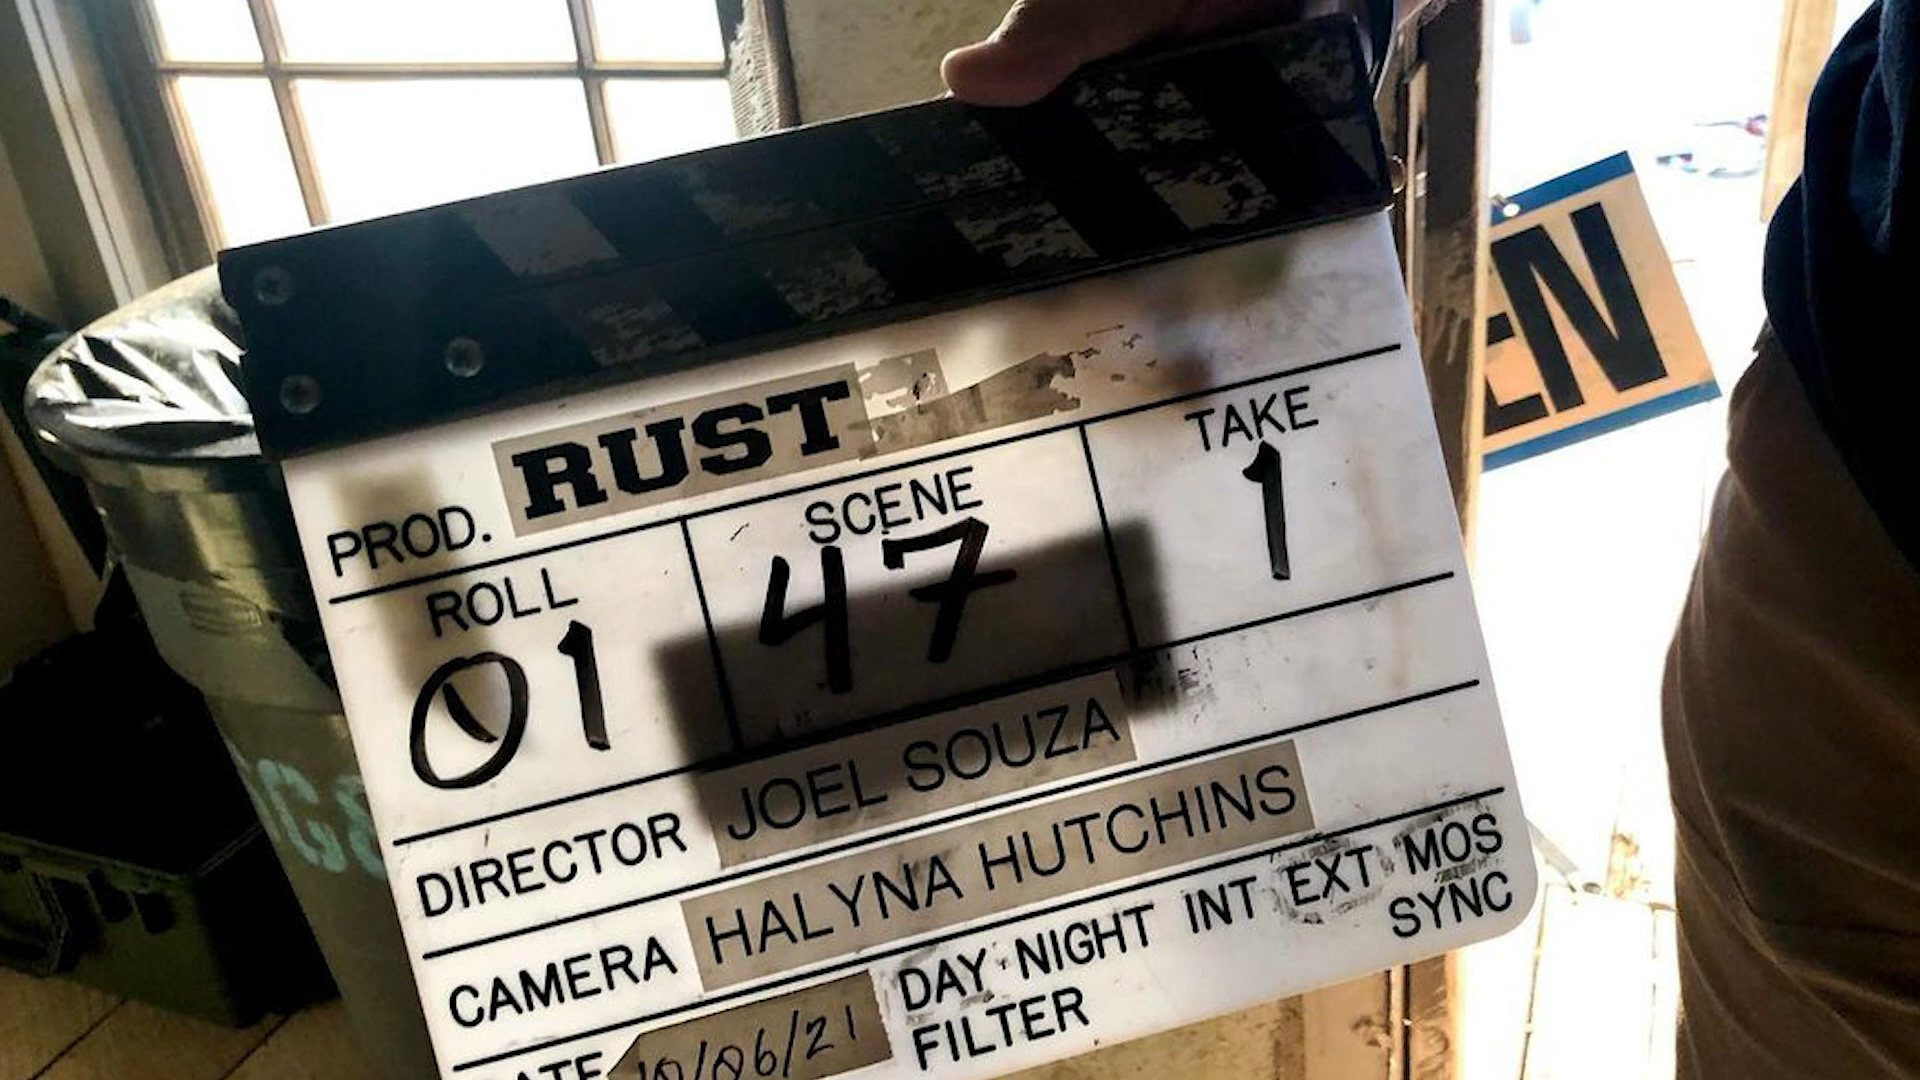 PROD. RUST
ROLL SCENE TAKE
01 47 1
DIRECTOR JOEL SOUZA
CAMERA HALYNA HUTCHINS
DAY NIGHT INT EXT MOS
FILTER SYNC
DATE 10/06/21
EN